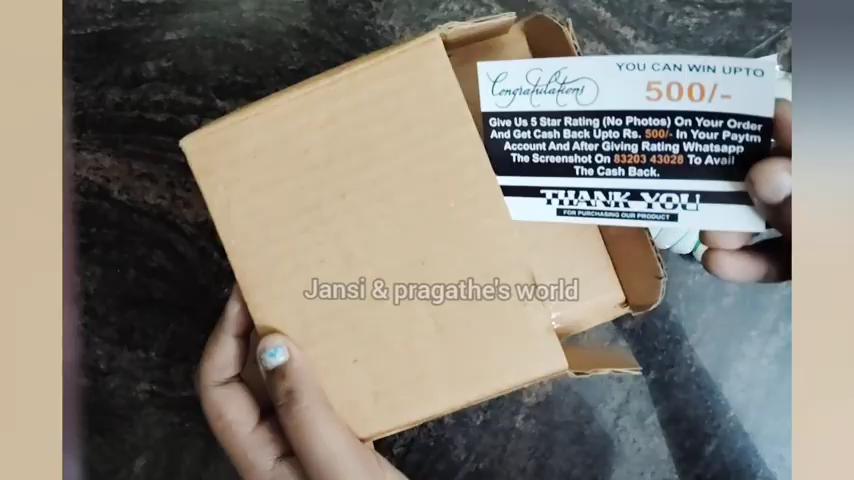 YOU CAN WIN UPTO
Congratulations
500/-
Give Us 5 Star Rating (No Photos) On Your Order
And Get Cash Back Upto Rs. 500/- In Your Paytm
Account And After Giving Rating Whatsapp
The Screenshot On 83203 43028 To Avail
The Cash Back.
THANK YOU
FOR PURCHASING OUR PRODUCT
Jansi & pragathe's world